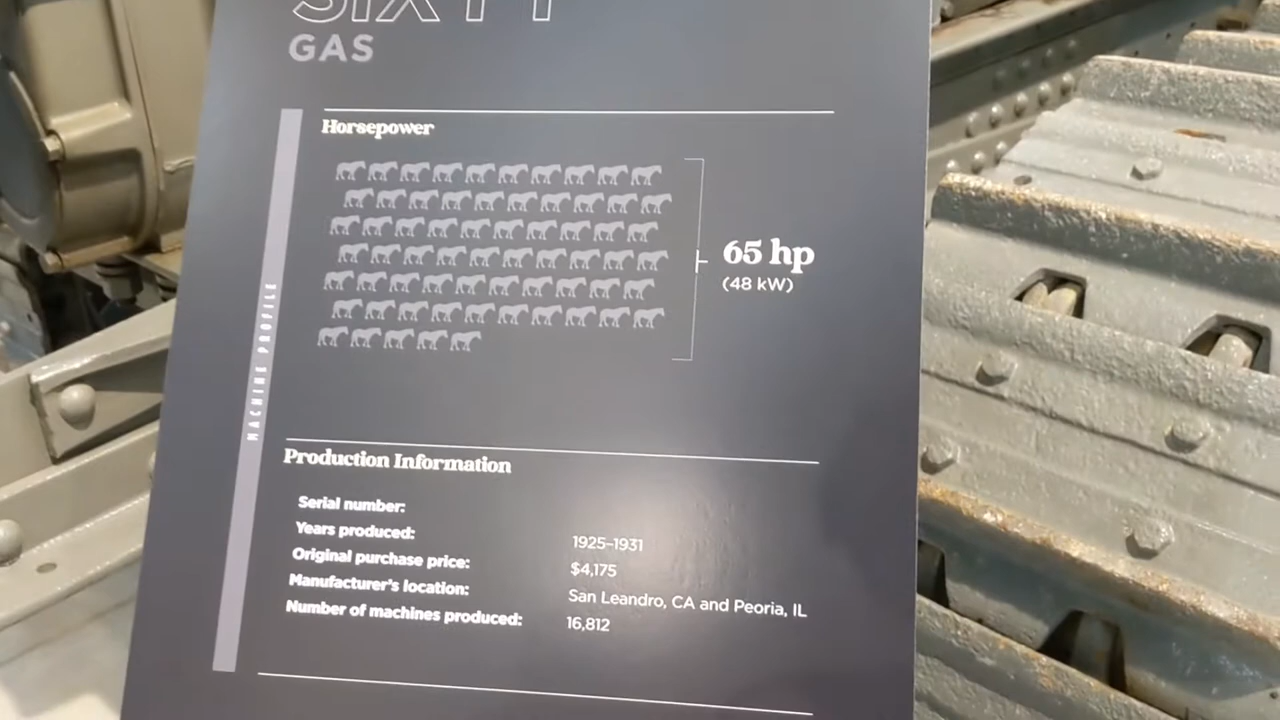 SIXTY
GAS
Horsepower
65 hp
(48 kW)
MACHINE PROFILE
Production Information
Serial number:
Years produced: 1925–1931
Original purchase price: $4,175
Manufacturer's location: San Leandro, CA and Peoria, IL
Number of machines produced: 16,812